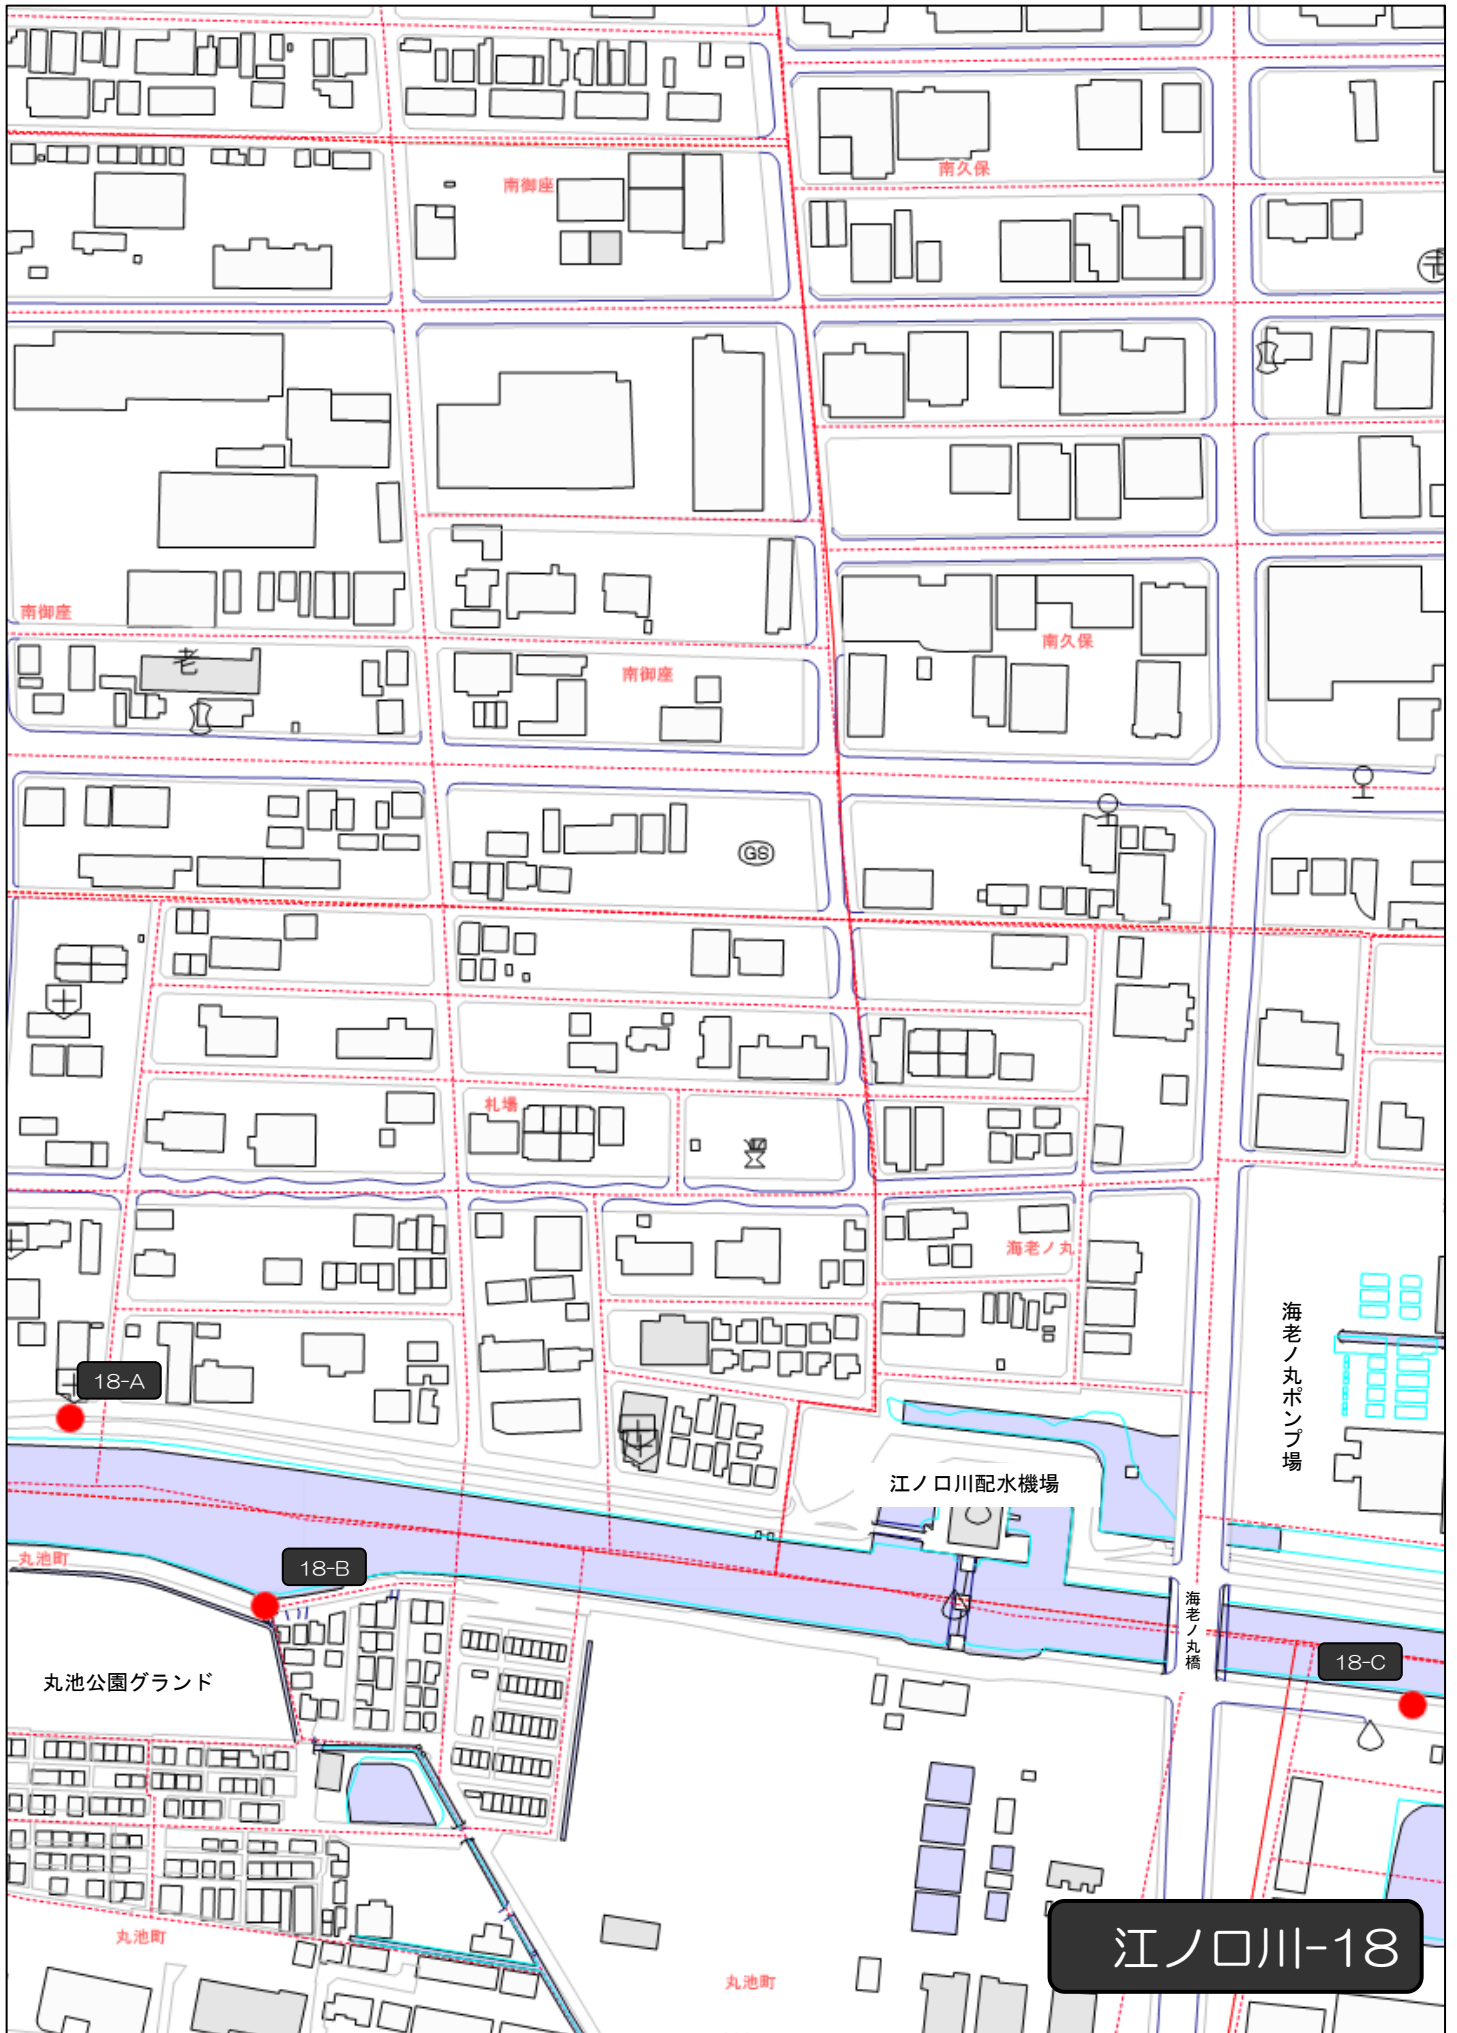 南久保
南御座
南御座
南久保
老
南御座
GS
札場
海老ノ丸
海老ノ丸ポンプ場
18-A
江ノ口川配水機場
丸池町
18-B
海老ノ丸橋
18-C
丸池公園グランド
丸池町
丸池町
江ノ口川-18